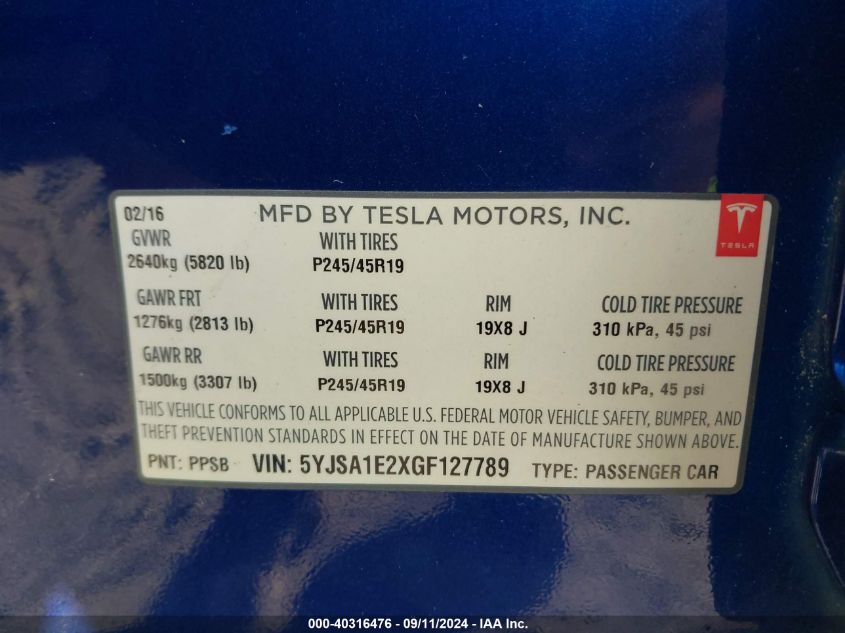 02/16 MFD BY TESLA MOTORS, INC.
TESLA
GVWR WITH TIRES
2640kg (5820 lb) P245/45R19
GAWR FRT WITH TIRES RIM COLD TIRE PRESSURE
1276kg (2813 lb) P245/45R19 19X8 J 310 kPa, 45 psi
GAWR RR WITH TIRES RIM COLD TIRE PRESSURE
1500kg (3307 lb) P245/45R19 19X8 J 310 kPa, 45 psi
THIS VEHICLE CONFORMS TO ALL APPLICABLE U.S. FEDERAL MOTOR VEHICLE SAFETY, BUMPER, AND
THEFT PREVENTION STANDARDS IN EFFECT ON THE DATE OF MANUFACTURE SHOWN ABOVE.
PNT: PPSB VIN: 5YJSA1E2XGF127789 TYPE: PASSENGER CAR
000-40316476 - 09/11/2024 - IAA Inc.